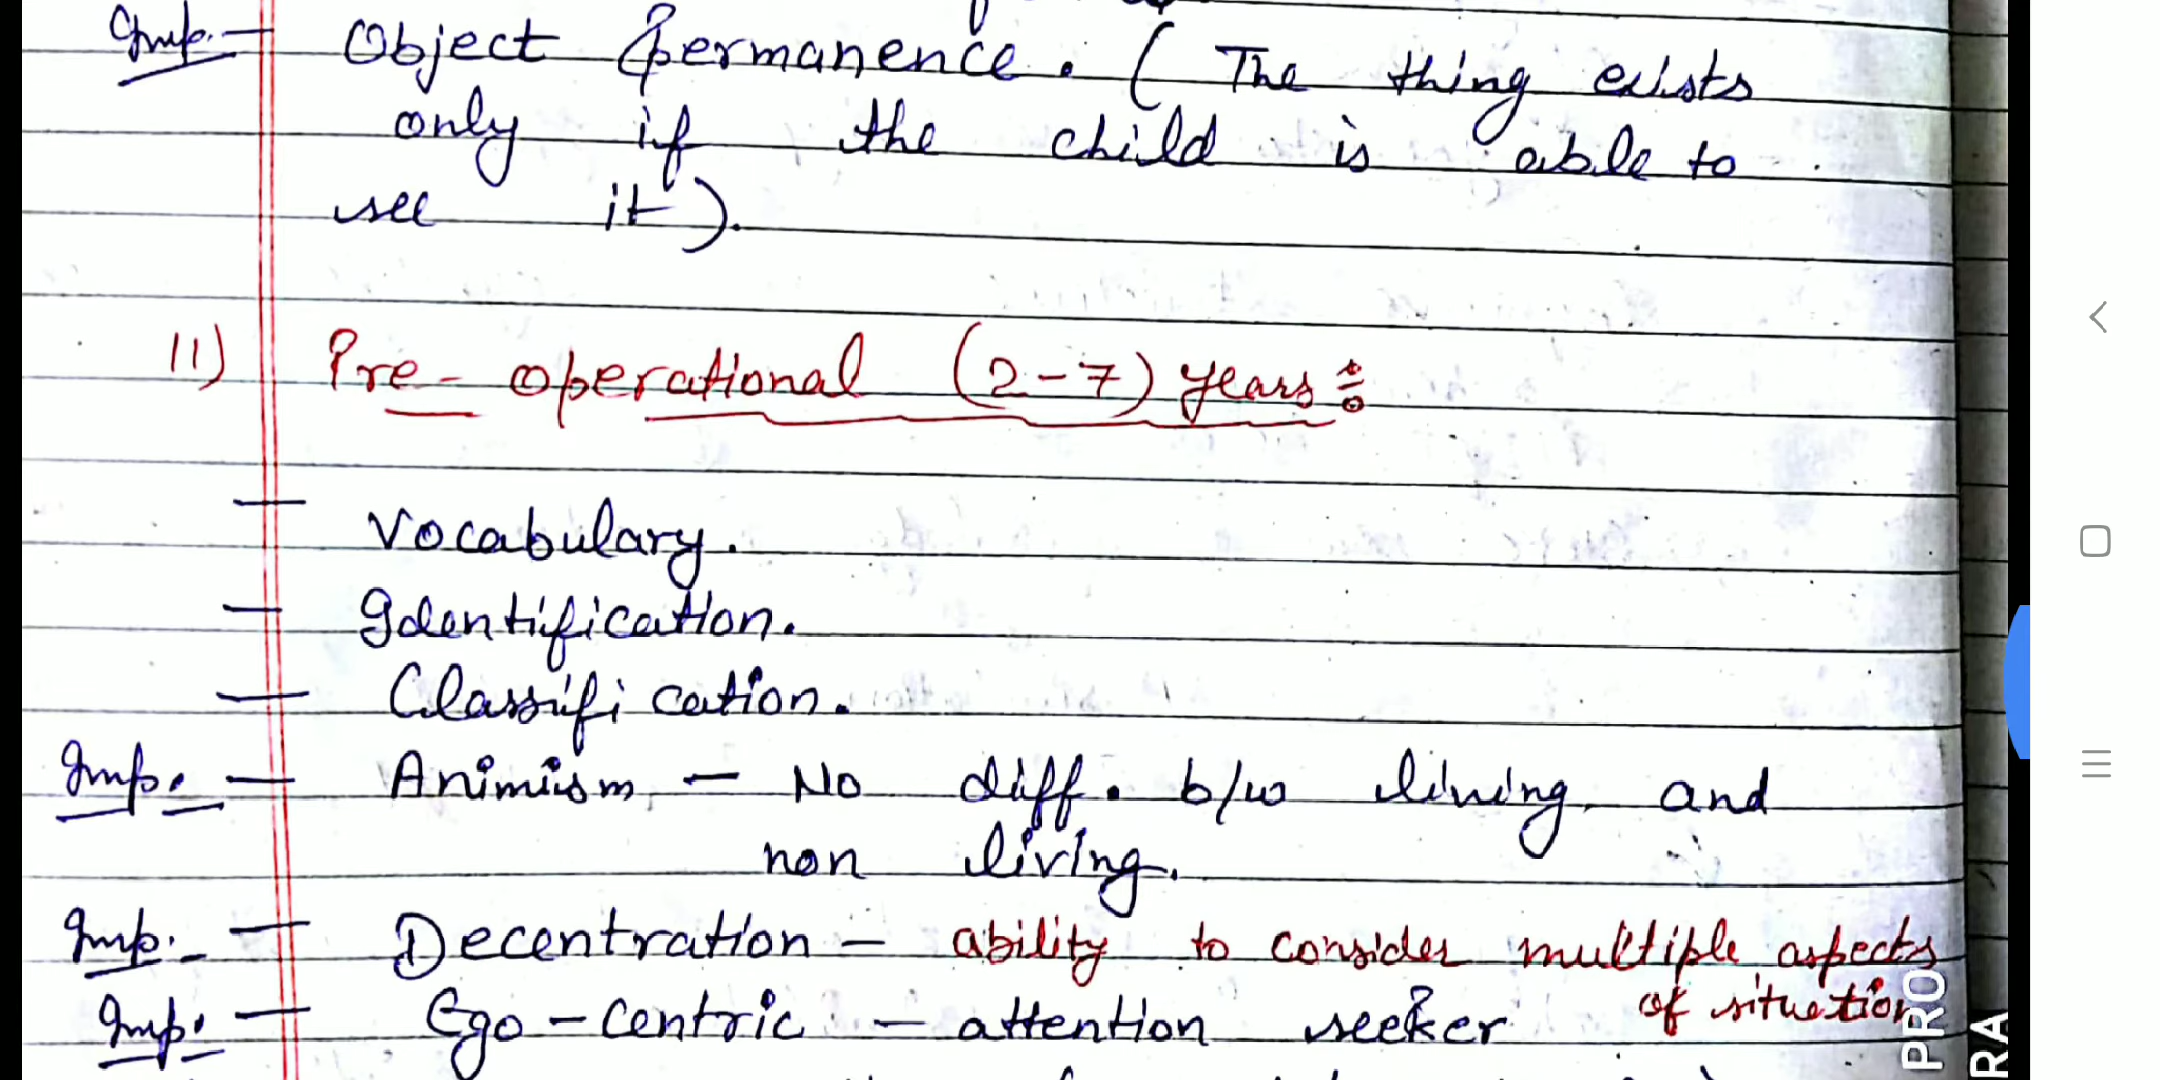 Imp. - Object permanence. (The thing exists
only if the child is able to
see it).
11) Pre-operational (2-7) years :
- Vocabulary.
- Identification.
- Classification.
Imp. - Animism - No diff. b/w living and
non living.
Imp. - Decentration - ability to consider multiple aspects
of situation
Imp. - Ego-centric - attention seeker
PRO
RA